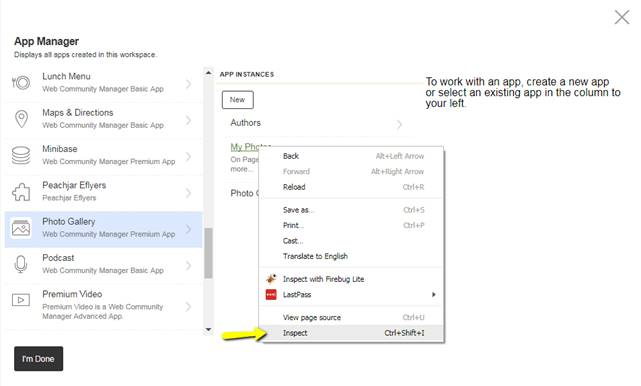 App Manager
Displays all apps created in this workspace.
Lunch Menu
Web Community Manager Basic App
Maps & Directions
Web Community Manager Basic App
Minibase
Web Community Manager Premium App
Peachjar Eflyers
Peachjar Eflyers
Photo Gallery
Web Community Manager Premium App
Podcast
Web Community Manager Basic App
Premium Video
Premium Video is a Web Community
Manager Advanced App.
I'm Done
APP INSTANCES
New
Authors
My Photos
On Page
more...
Photo G
Back Alt+Left Arrow
Forward Alt+Right Arrow
Reload Ctrl+R
Save as... Ctrl+S
Print... Ctrl+P
Cast...
Translate to English
Inspect with Firebug Lite
LastPass
View page source Ctrl+U
Inspect Ctrl+Shift+I
To work with an app, create a new app
or select an existing app in the column to
your left.